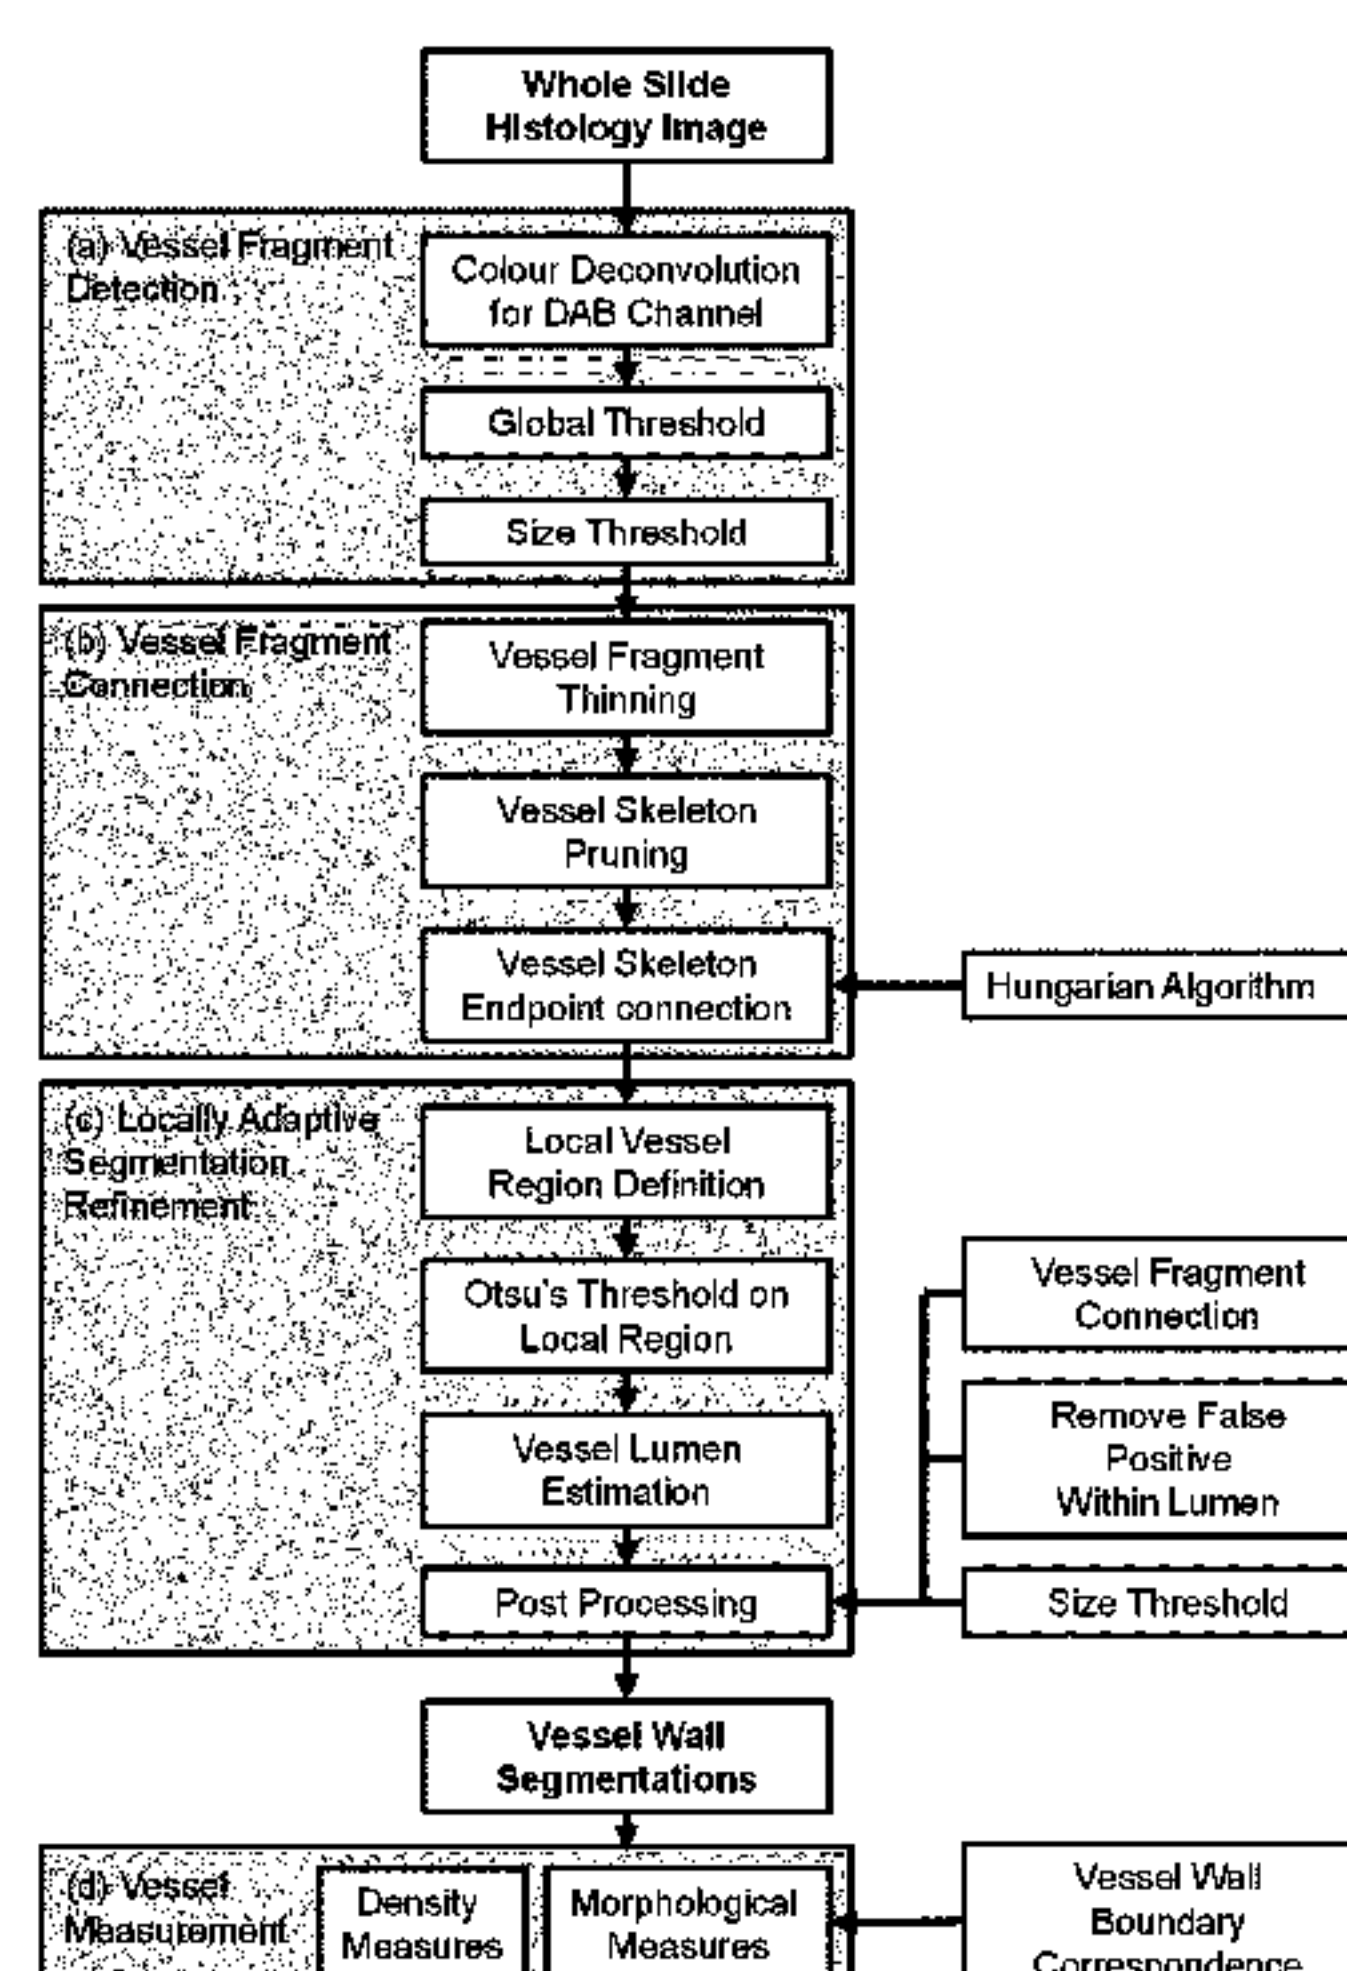 Whole Slide
Histology Image
(a) Vessel Fragment
Detection
Colour Deconvolution
for DAB Channel
Global Threshold
Size Threshold
(b) Vessel Fragment
Connection
Vessel Fragment
Thinning
Vessel Skeleton
Pruning
Vessel Skeleton
Endpoint connection
Hungarian Algorithm
(c) Locally Adaptive
Segmentation
Refinement
Local Vessel
Region Definition
Otsu's Threshold on
Local Region
Vessel Lumen
Estimation
Post Processing
Vessel Fragment
Connection
Remove False
Positive
Within Lumen
Size Threshold
Vessel Wall
Segmentations
(d) Vessel
Measurement
Density
Measures
Morphological
Measures
Vessel Wall
Boundary
Correspondence